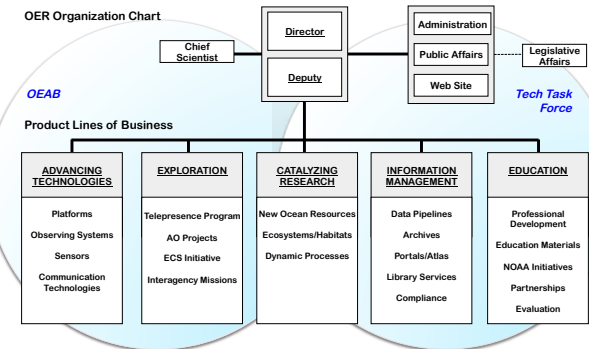 OER Organization Chart
Director
Deputy
Chief
Scientist
Administration
Public Affairs
Web Site
Legislative
Affairs
OEAB
Tech Task
Force
Product Lines of Business
ADVANCING
TECHNOLOGIES
Platforms
Observing Systems
Sensors
Communication
Technologies
EXPLORATION
Telepresence Program
AO Projects
ECS Initiative
Interagency Missions
CATALYZING
RESEARCH
New Ocean Resources
Ecosystems/Habitats
Dynamic Processes
INFORMATION
MANAGEMENT
Data Pipelines
Archives
Portals/Atlas
Library Services
Compliance
EDUCATION
Professional
Development
Education Materials
NOAA Initiatives
Partnerships
Evaluation